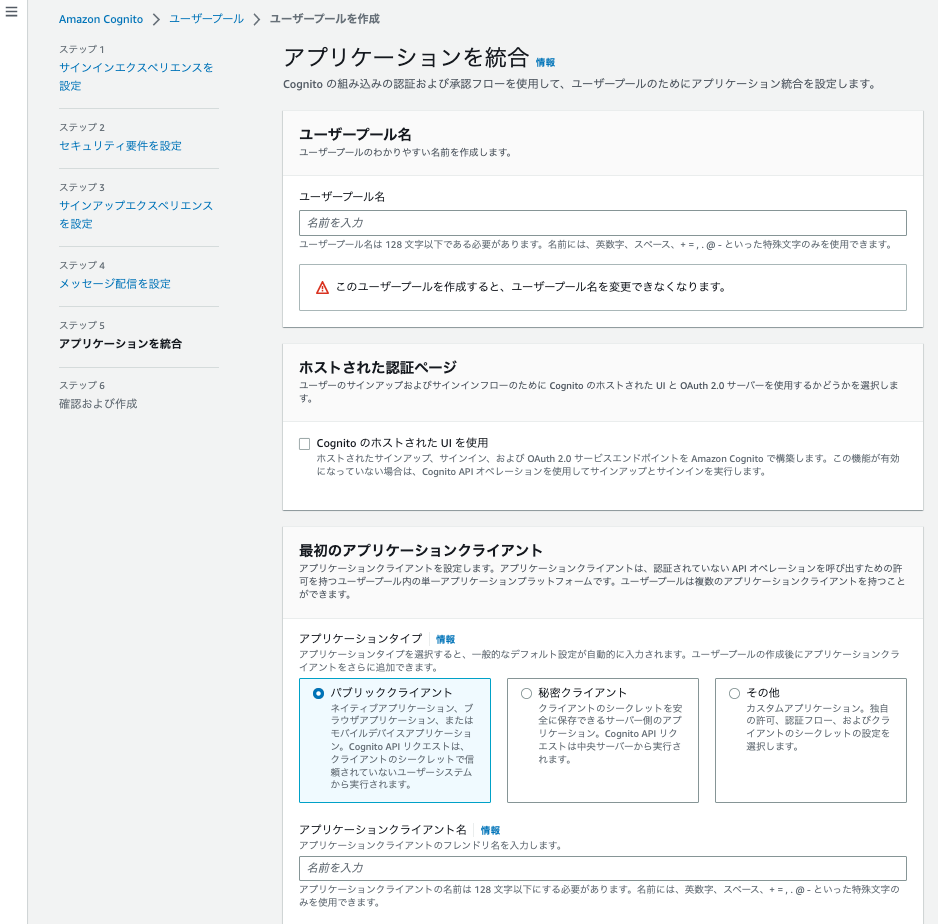 Amazon Cognito > ユーザープール > ユーザープールを作成
ステップ 1
サインインエクスペリエンスを
設定
ステップ 2
セキュリティ要件を設定
ステップ 3
サインアップエクスペリエンス
を設定
ステップ 4
メッセージ配信を設定
ステップ 5
アプリケーションを統合
ステップ 6
確認および作成
アプリケーションを統合 情報
Cognito の組み込みの認証および承認フローを使用して、ユーザープールのためにアプリケーション統合を設定します。
ユーザープール名
ユーザープールのわかりやすい名前を作成します。
ユーザープール名
名前を入力
ユーザープール名は 128 文字以下である必要があります。名前には、英数字、スペース、+ = , . @ - といった特殊文字のみを使用できます。
このユーザープールを作成すると、ユーザープール名を変更できなくなります。
ホストされた認証ページ
ユーザーのサインアップおよびサインインフローのために Cognito のホストされた UI と OAuth 2.0 サーバーを使用するかどうかを選択しま
す。
Cognito のホストされた UI を使用
ホストされたサインアップ、サインイン、および OAuth 2.0 サービスエンドポイントを Amazon Cognito で構築します。この機能が有効
になっていない場合は、Cognito API オペレーションを使用してサインアップとサインインを実行します。
最初のアプリケーションクライアント
アプリケーションクライアントを設定します。アプリケーションクライアントは、認証されていない API オペレーションを呼び出すための許
可を持つユーザープール内の単一アプリケーションプラットフォームです。ユーザープールは複数のアプリケーションクライアントを持つこと
ができます。
アプリケーションタイプ 情報
アプリケーションタイプを選択すると、一般的なデフォルト設定が自動的に入力されます。ユーザープールの作成後にアプリケーションクラ
イアントをさらに追加できます。
パブリッククライアント
ネイティブアプリケーション、ブ
ラウザアプリケーション、または
モバイルデバイスアプリケーショ
ン。Cognito API リクエストは、
クライアントのシークレットで信
頼されていないユーザーシステム
から実行されます。
秘密クライアント
クライアントのシークレットを安
全に保存できるサーバー側のアプ
リケーション。Cognito API リク
エストは中央サーバーから実行さ
れます。
その他
カスタムアプリケーション。独自
の許可、認証フロー、およびクラ
イアントのシークレットの設定を
選択します。
アプリケーションクライアント名 情報
アプリケーションクライアントのフレンドリ名を入力します。
名前を入力
アプリケーションクライアントの名前は 128 文字以下にする必要があります。名前には、英数字、スペース、+ = , . @ - といった特殊文字の
みを使用できます。